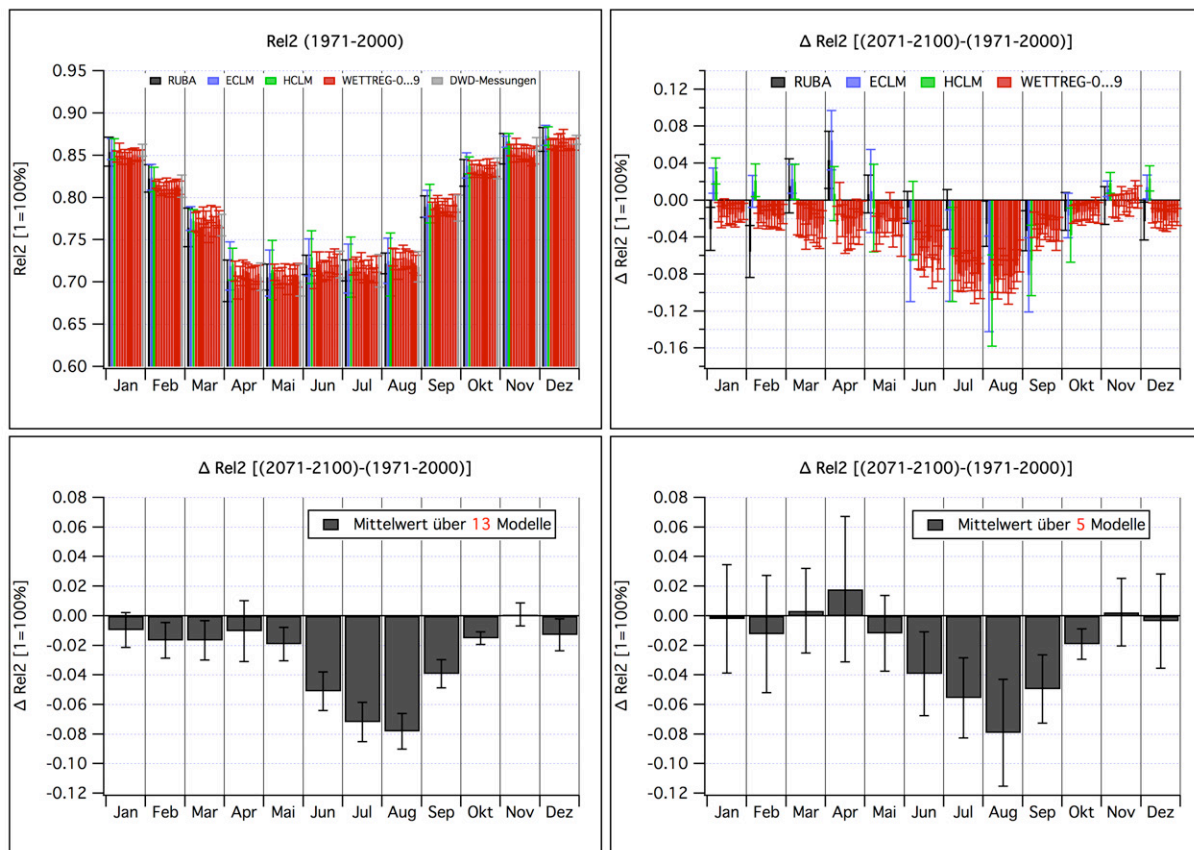 Rel2 (1971-2000)
RUBA ECLM HCLM WETTREG-0...9 DWD-Messungen
Rel2 [1=100%]
0.95
0.90
0.85
0.80
0.75
0.70
0.65
0.60
Jan Feb Mar Apr Mai Jun Jul Aug Sep Okt Nov Dez
Δ Rel2 [(2071-2100)-(1971-2000)]
RUBA ECLM HCLM WETTREG-0...9
Δ Rel2 [1=100%]
0.12
0.08
0.04
0.00
-0.04
-0.08
-0.12
-0.16
Jan Feb Mar Apr Mai Jun Jul Aug Sep Okt Nov Dez
Δ Rel2 [(2071-2100)-(1971-2000)]
Mittelwert über 13 Modelle
Δ Rel2 [1=100%]
0.08
0.06
0.04
0.02
0.00
-0.02
-0.04
-0.06
-0.08
-0.10
-0.12
Jan Feb Mar Apr Mai Jun Jul Aug Sep Okt Nov Dez
Δ Rel2 [(2071-2100)-(1971-2000)]
Mittelwert über 5 Modelle
Δ Rel2 [1=100%]
0.08
0.06
0.04
0.02
0.00
-0.02
-0.04
-0.06
-0.08
-0.10
-0.12
Jan Feb Mar Apr Mai Jun Jul Aug Sep Okt Nov Dez